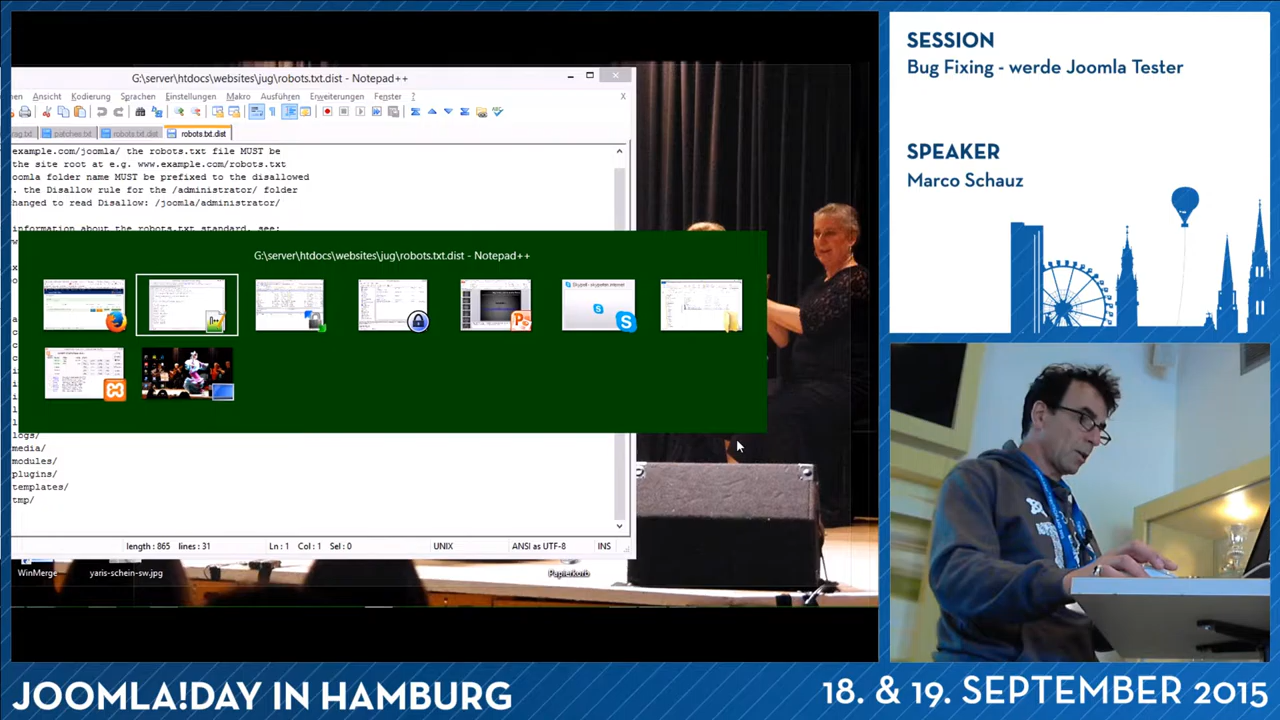 G:\server\htdocs\websites\jug\robots.txt.dist - Notepad++
Ansicht Kodierung Sprachen Einstellungen Makro Ausführen Erweiterungen Fenster ? X
patches.txt robots.txt.dist robots.txt.dist
example.com/joomla/ the robots.txt file MUST be
the site root at e.g. www.example.com/robots.txt
oomla folder name MUST be prefixed to the disallowed
. the Disallow rule for the /administrator/ folder
changed to read Disallow: /joomla/administrator/
information about the robots.txt standard, see:
G:\server\htdocs\websites\jug\robots.txt.dist - Notepad++
logs/
media/
modules/
plugins/
templates/
tmp/
length : 865 lines : 31 Ln : 1 Col : 1 Sel : 0 UNIX ANSI as UTF-8 INS
WinMerge yaris-schein-sw.jpg Papierkorb
SESSION
Bug Fixing - werde Joomla Tester
SPEAKER
Marco Schauz
JOOMLA!DAY IN HAMBURG
18. & 19. SEPTEMBER 2015